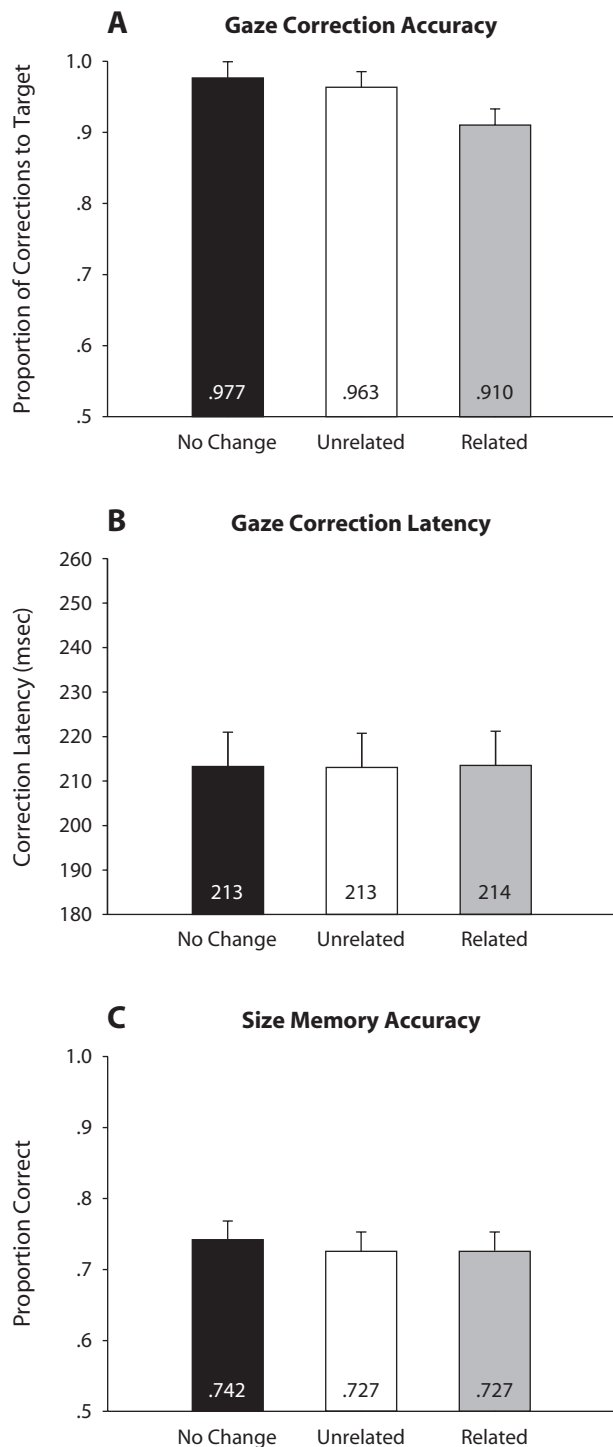 A Gaze Correction Accuracy
Proportion of Corrections to Target
1.0
.9
.8
.7
.6
.5
.977 .963 .910
No Change Unrelated Related
B Gaze Correction Latency
Correction Latency (msec)
260
250
240
230
220
210
200
190
180
213 213 214
No Change Unrelated Related
C Size Memory Accuracy
Proportion Correct
1.0
.9
.8
.7
.6
.5
.742 .727 .727
No Change Unrelated Related